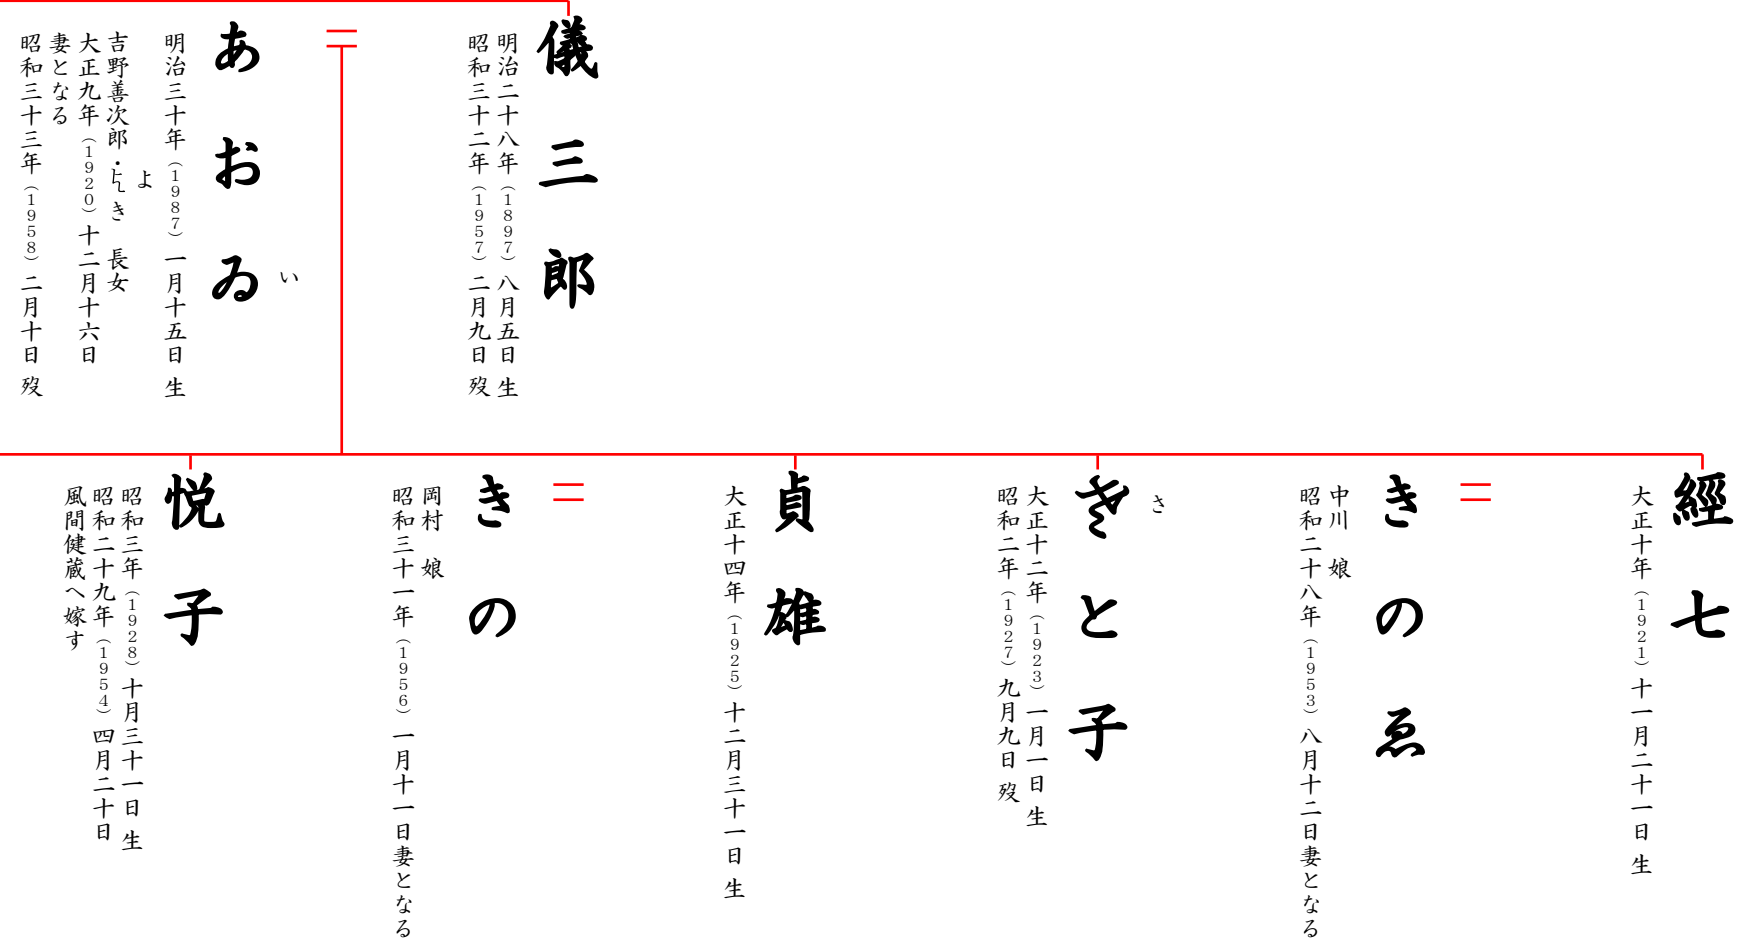 儀三郎
明治二十八年（1897）八月五日 生
昭和三十二年（1957）二月九日 歿
い
あおゐ
明治三十年（1987）一月十五日 生
よ
吉野善次郎・き 長女
大正九年（1920）十二月十六日
妻となる
昭和三十三年（1958）二月十日 歿
經七
大正十年（1921）十一月二十一日 生
きのゑ
中川 娘
昭和二十八年（1953）八月十二日妻となる
さ
と子
大正十二年（1923）一月一日 生
昭和二年（1927）九月九日 歿
貞雄
大正十四年（1925）十二月三十一日 生
きの
岡村 娘
昭和三十一年（1956）一月十一日妻となる
悦子
昭和三年（1928）十月三十一日 生
昭和二十九年（1954）四月二十日
風間健蔵へ嫁す